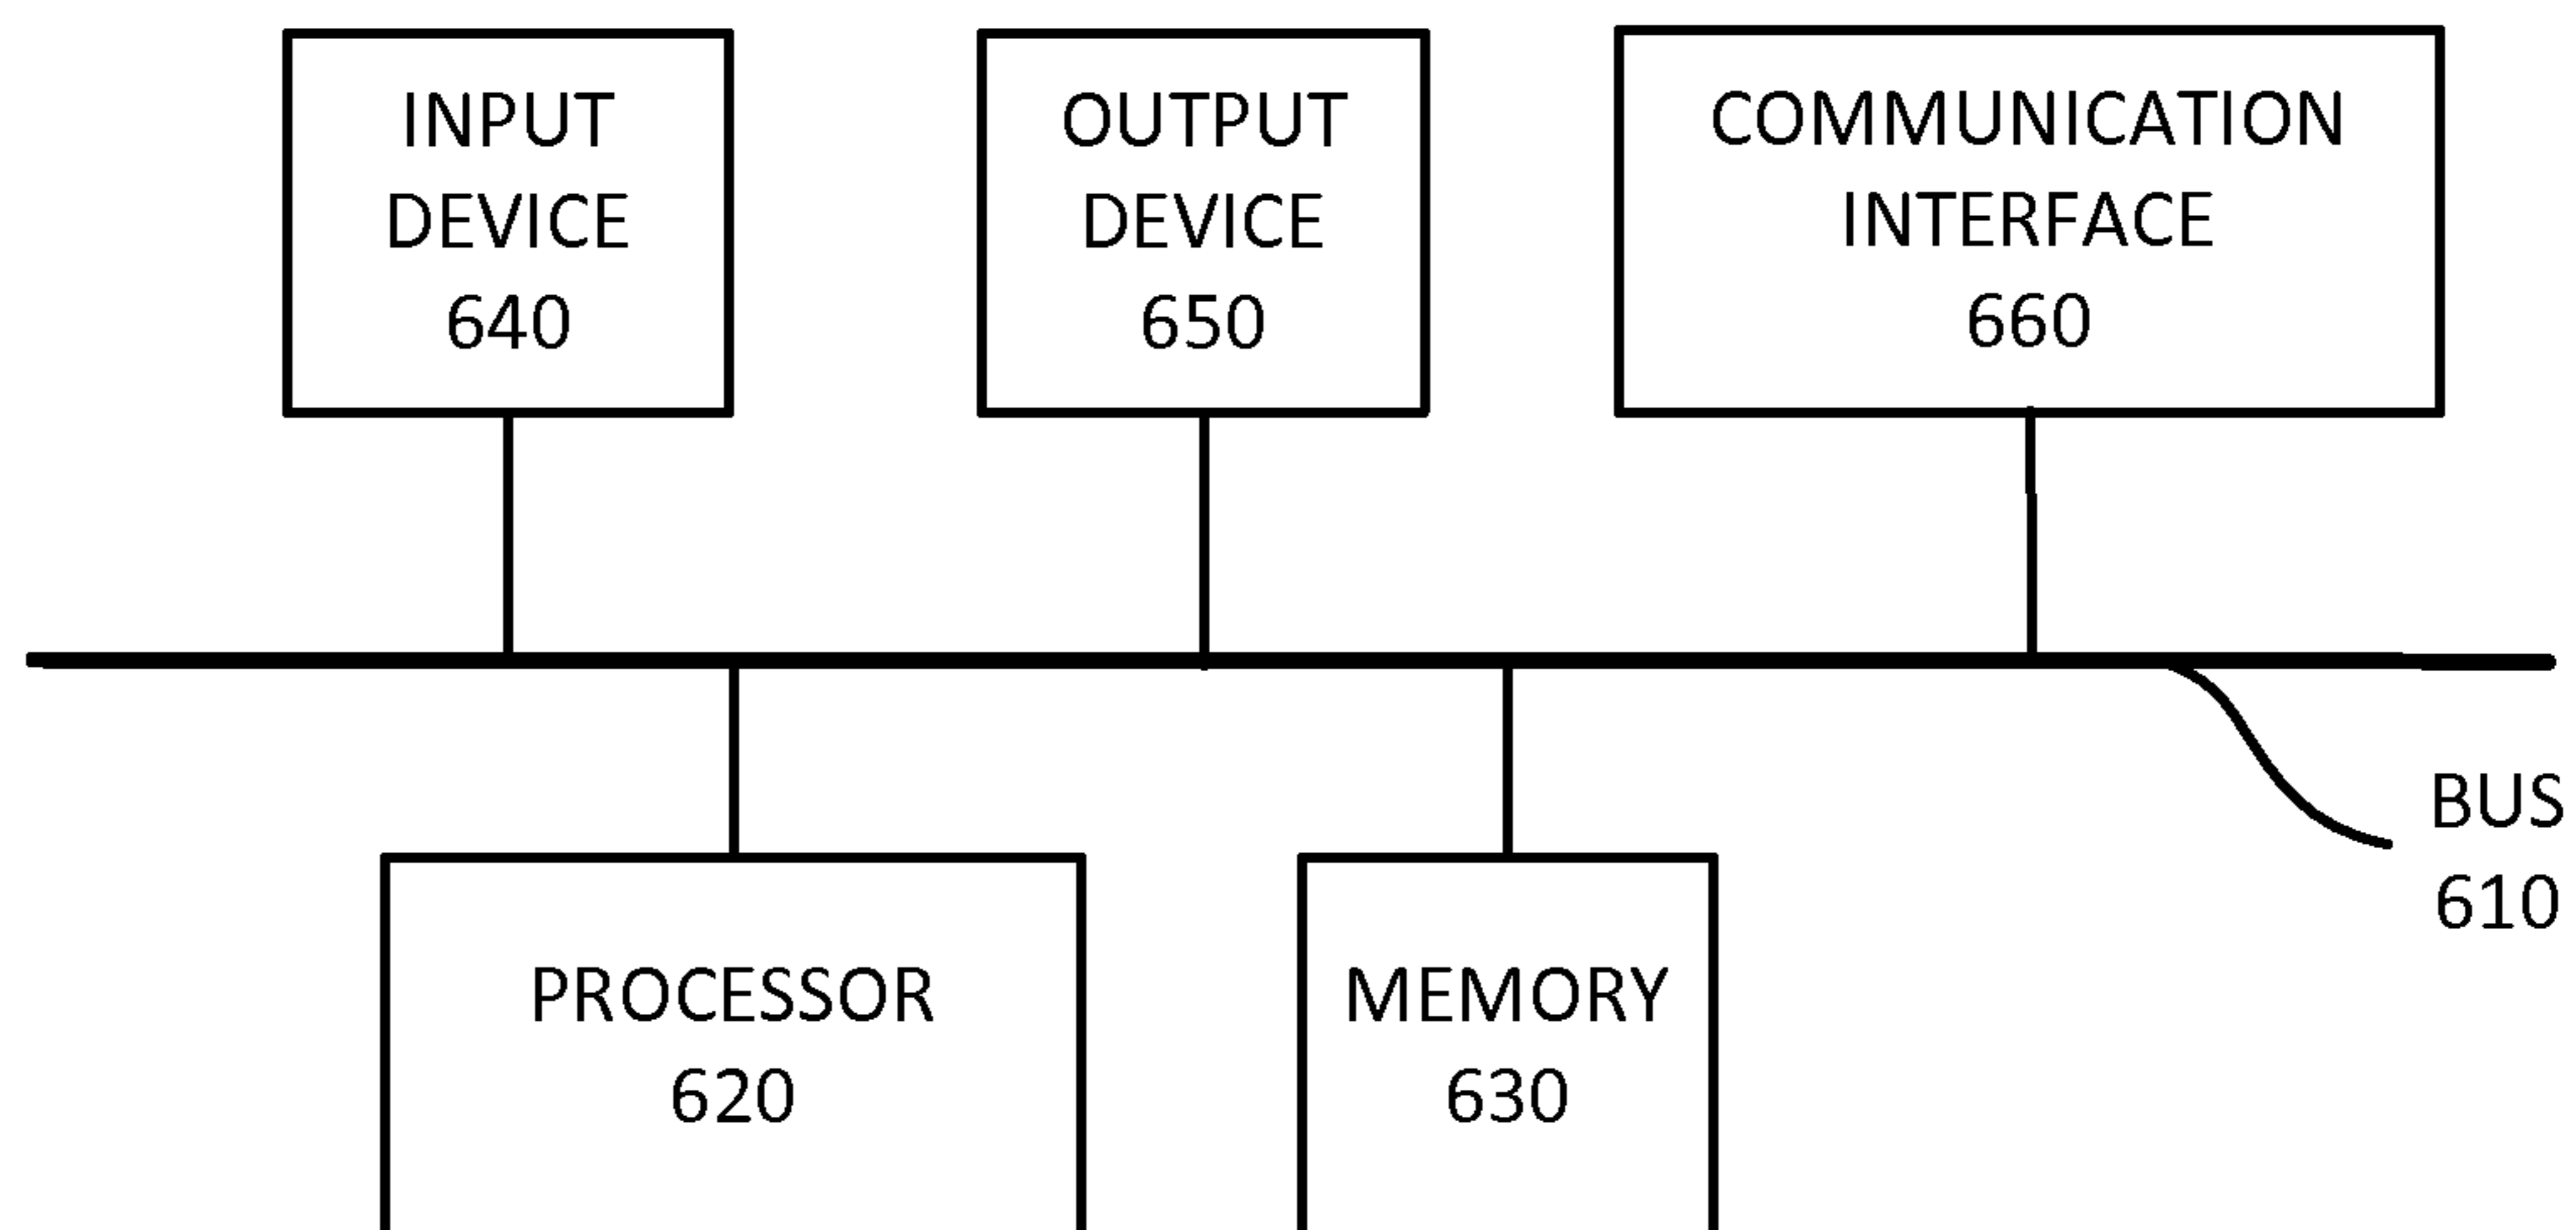 INPUT
DEVICE
640
OUTPUT
DEVICE
650
COMMUNICATION
INTERFACE
660
BUS
610
PROCESSOR
620
MEMORY
630